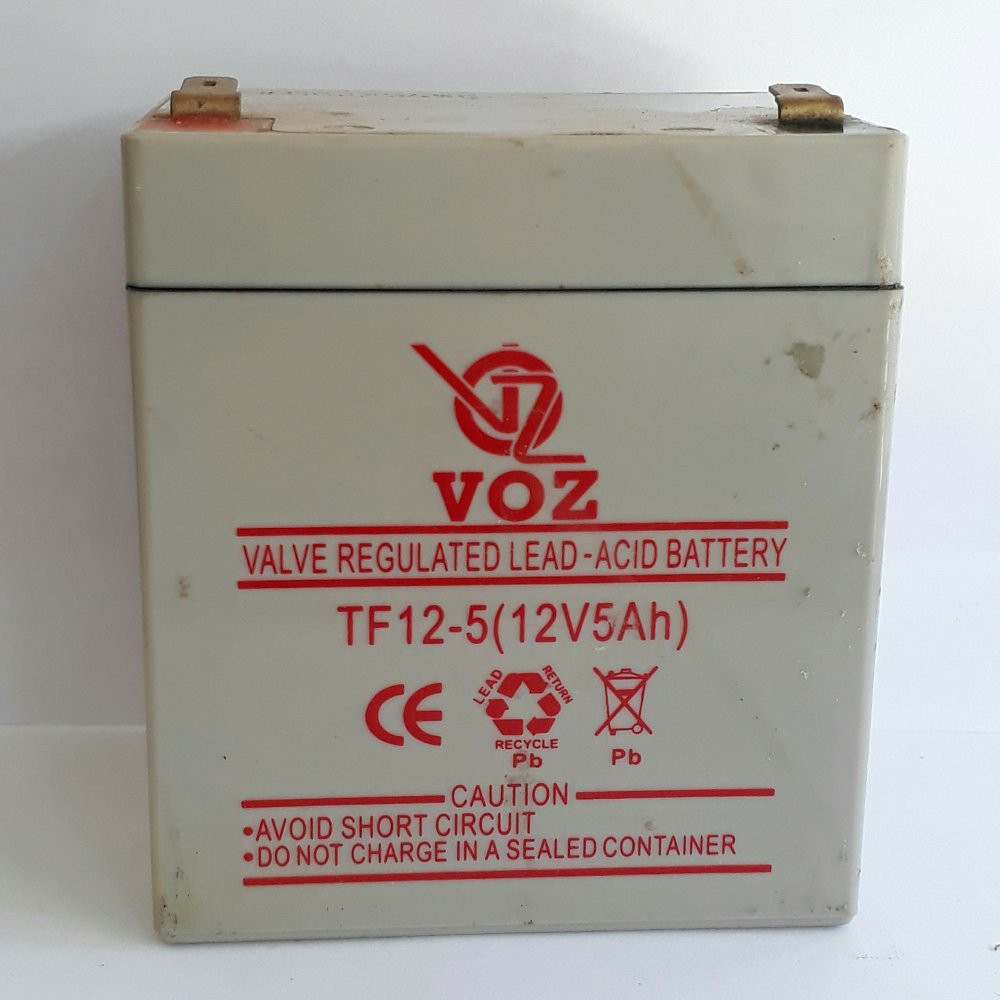 VOZ
VALVE REGULATED LEAD-ACID BATTERY
TF12-5(12V5Ah)
CE
LEAD RETURN
RECYCLE
Pb
Pb
CAUTION
•AVOID SHORT CIRCUIT
•DO NOT CHARGE IN A SEALED CONTAINER